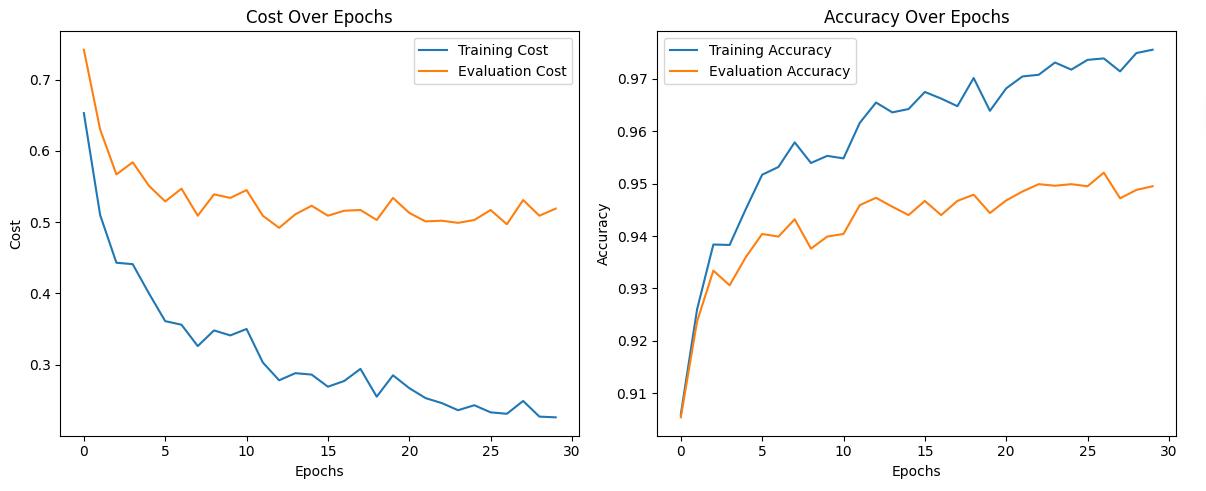 Cost Over Epochs
Training Cost
Evaluation Cost
0.7
0.6
0.5
0.4
0.3
Cost
0 5 10 15 20 25 30
Epochs
Accuracy Over Epochs
Training Accuracy
Evaluation Accuracy
0.97
0.96
0.95
0.94
0.93
0.92
0.91
Accuracy
0 5 10 15 20 25 30
Epochs